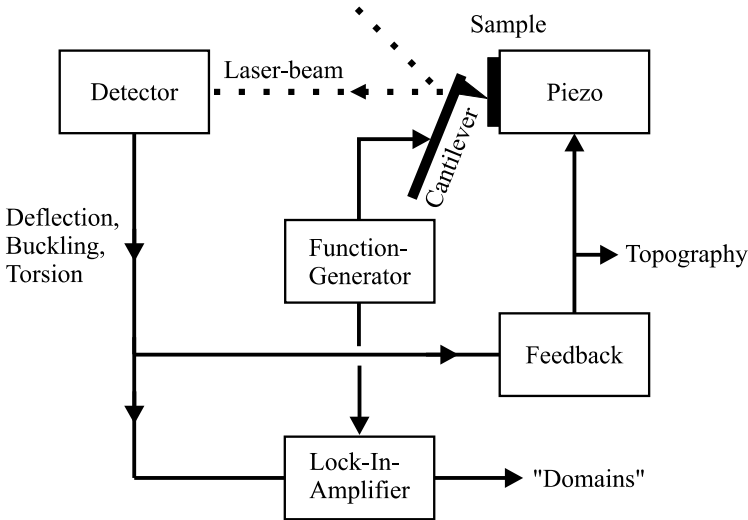 Sample
Detector
Laser-beam
Piezo
Cantilever
Deflection,
Buckling,
Torsion
Function-
Generator
Topography
Feedback
Lock-In-
Amplifier
"Domains"